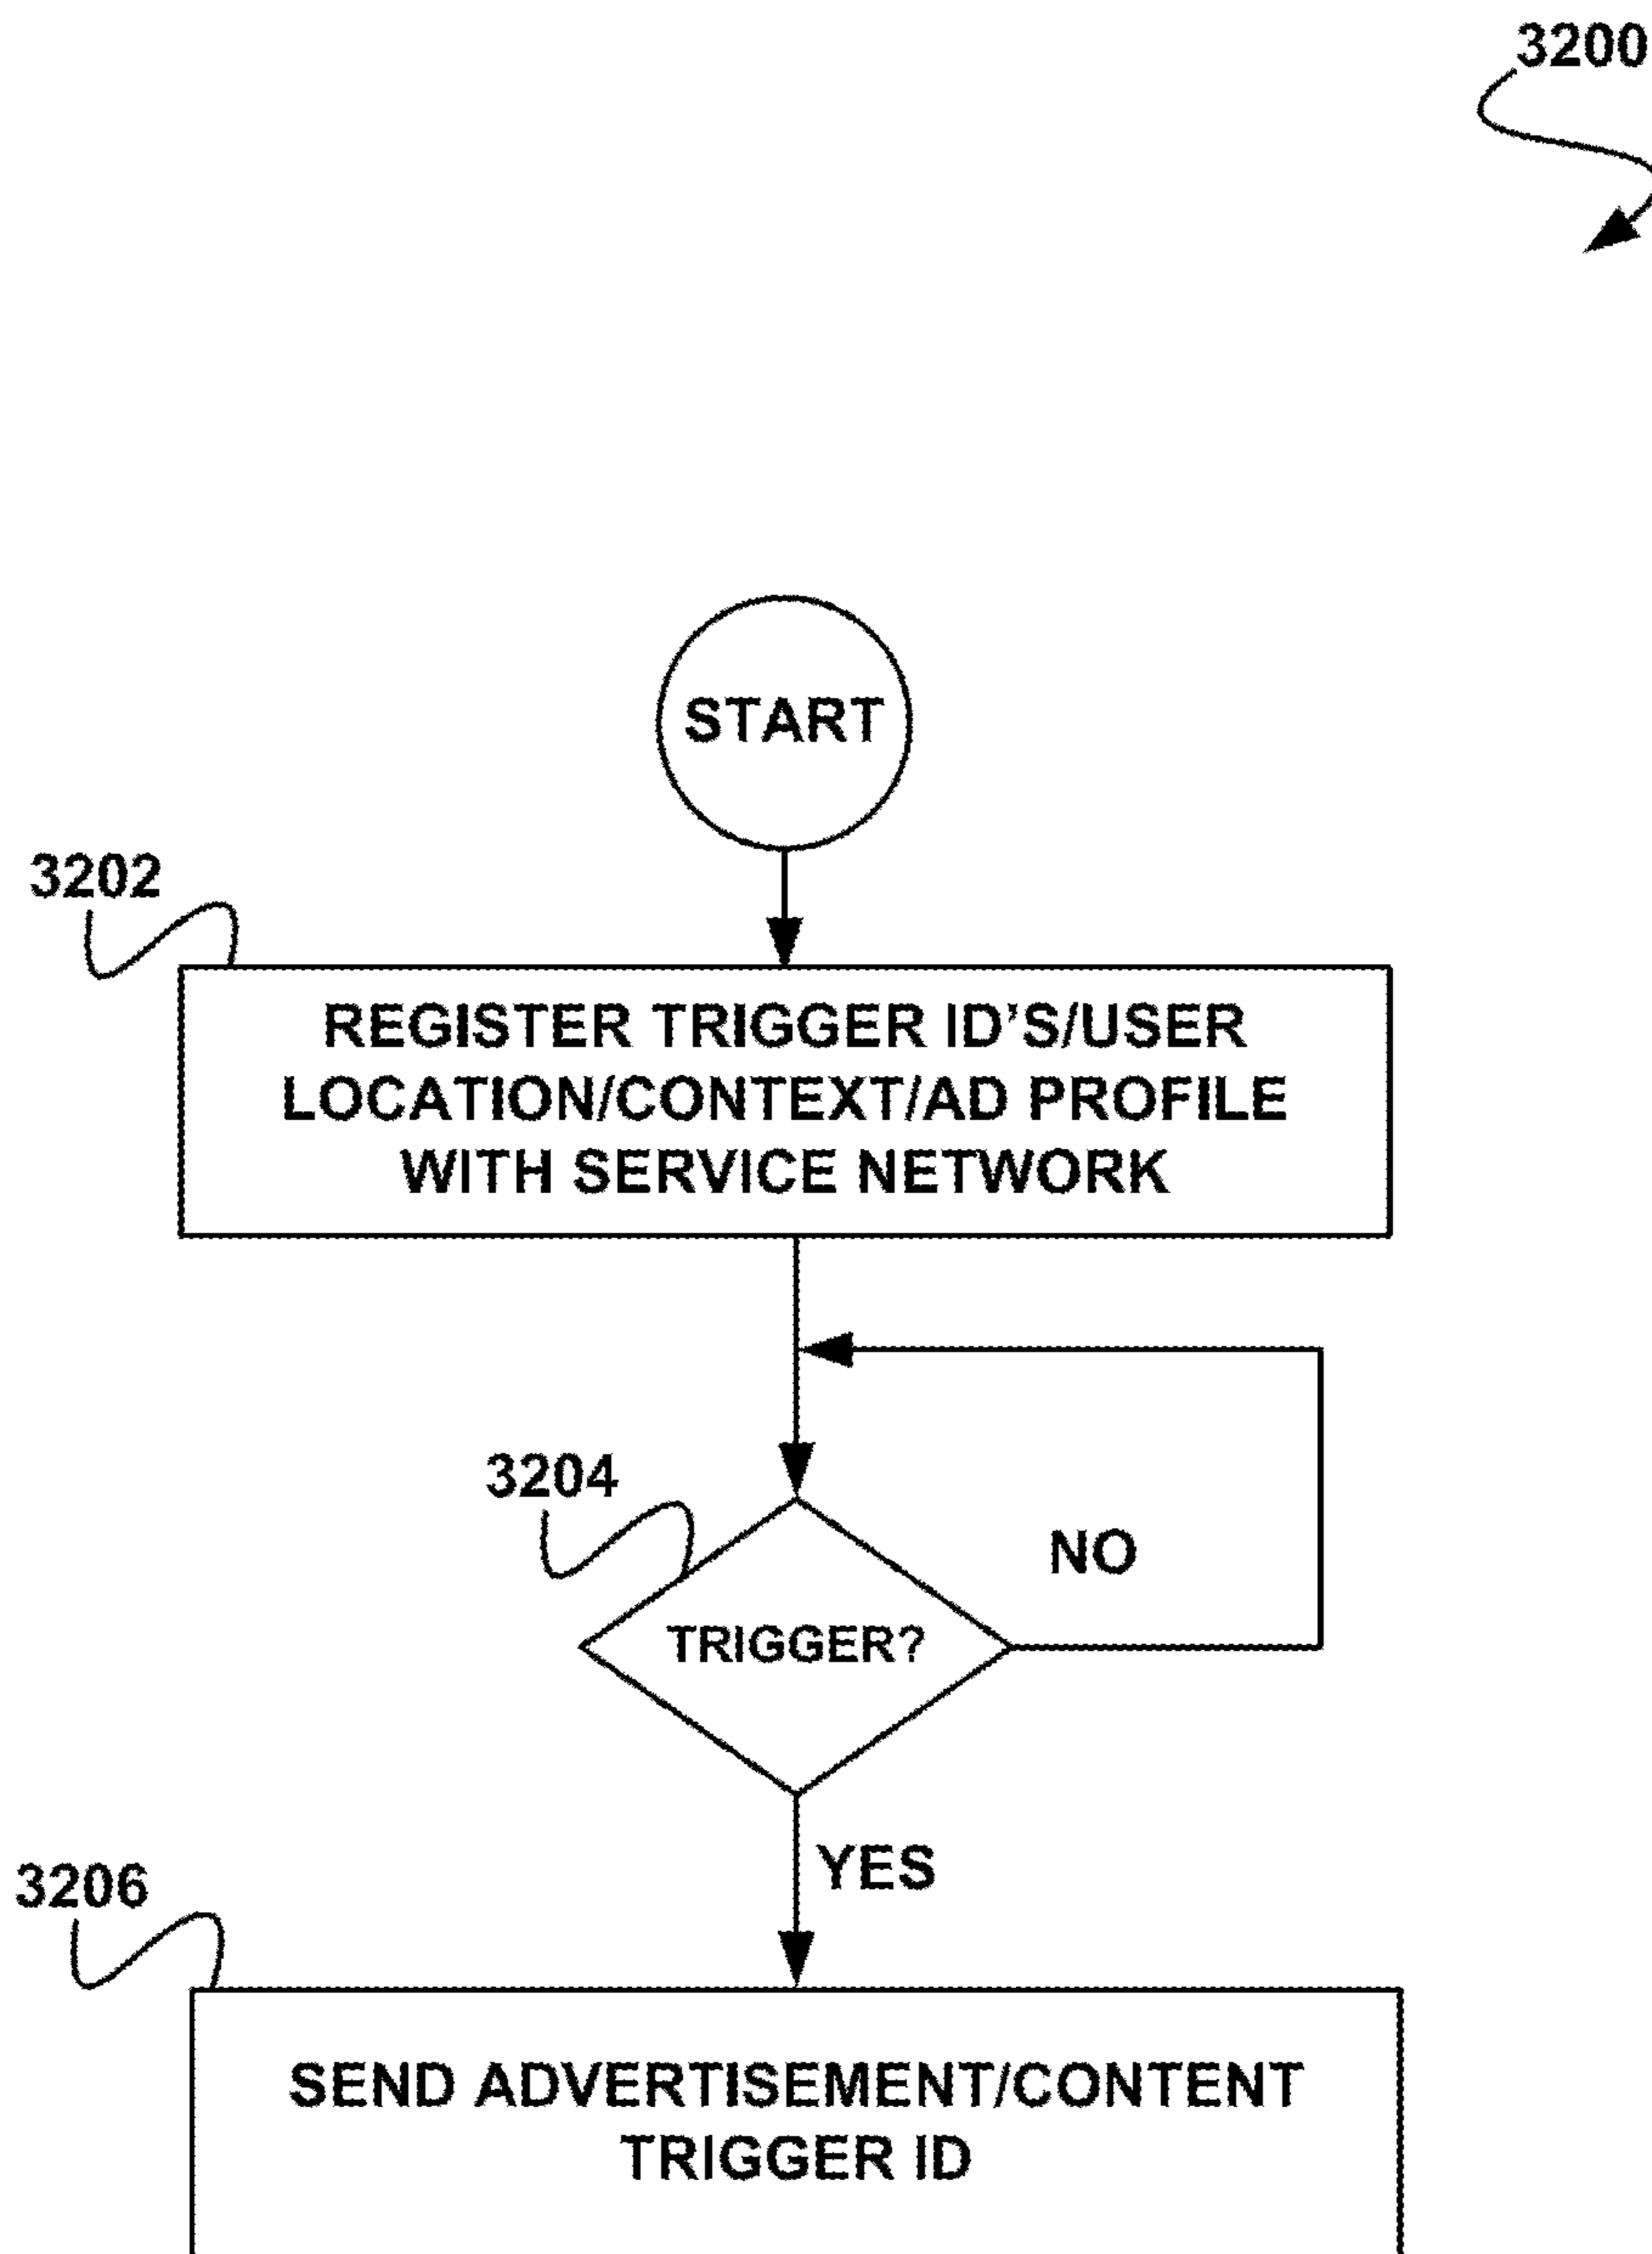 3200
START
3202
REGISTER TRIGGER ID’S/USER
LOCATION/CONTEXT/AD PROFILE
WITH SERVICE NETWORK
3204
NO
TRIGGER?
YES
3206
SEND ADVERTISEMENT/CONTENT
TRIGGER ID